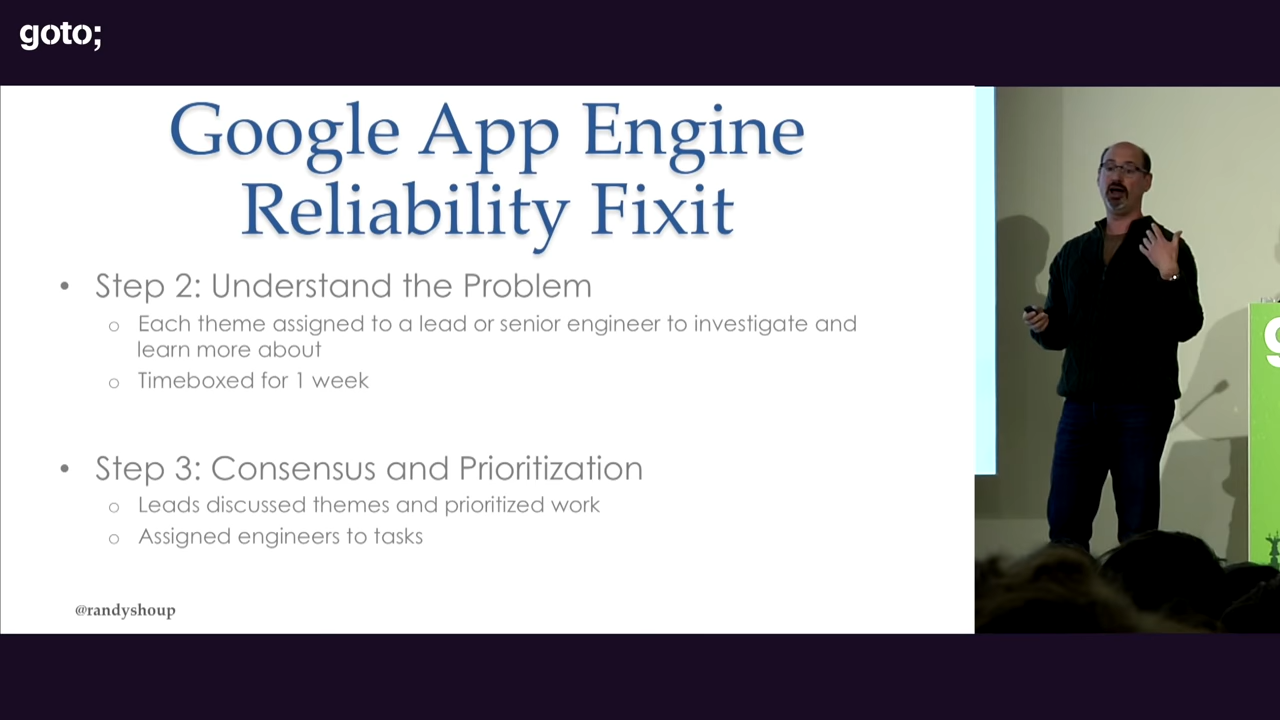 goto;
Google App Engine
Reliability Fixit
• Step 2: Understand the Problem
o Each theme assigned to a lead or senior engineer to investigate and
learn more about
o Timeboxed for 1 week
• Step 3: Consensus and Prioritization
o Leads discussed themes and prioritized work
o Assigned engineers to tasks
@randyshoup